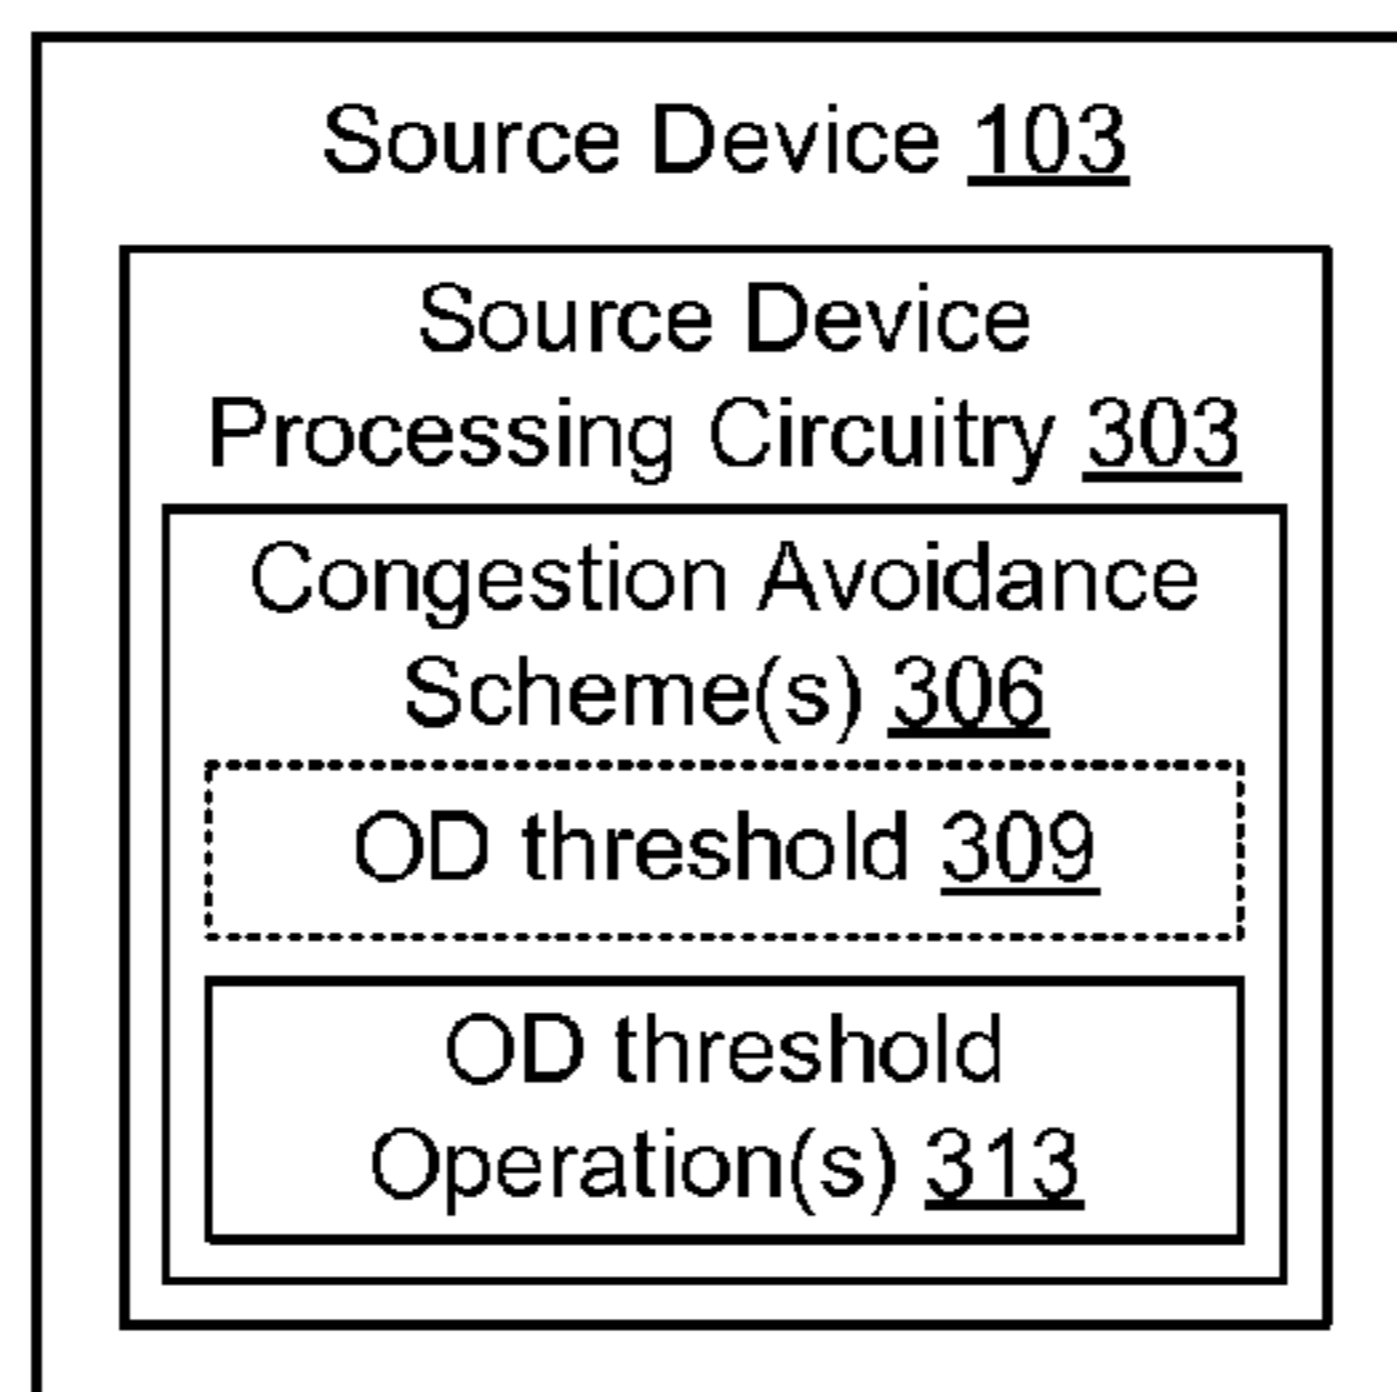 Source Device 103
Source Device
Processing Circuitry 303
Congestion Avoidance
Scheme(s) 306
OD threshold 309
OD threshold
Operation(s) 313